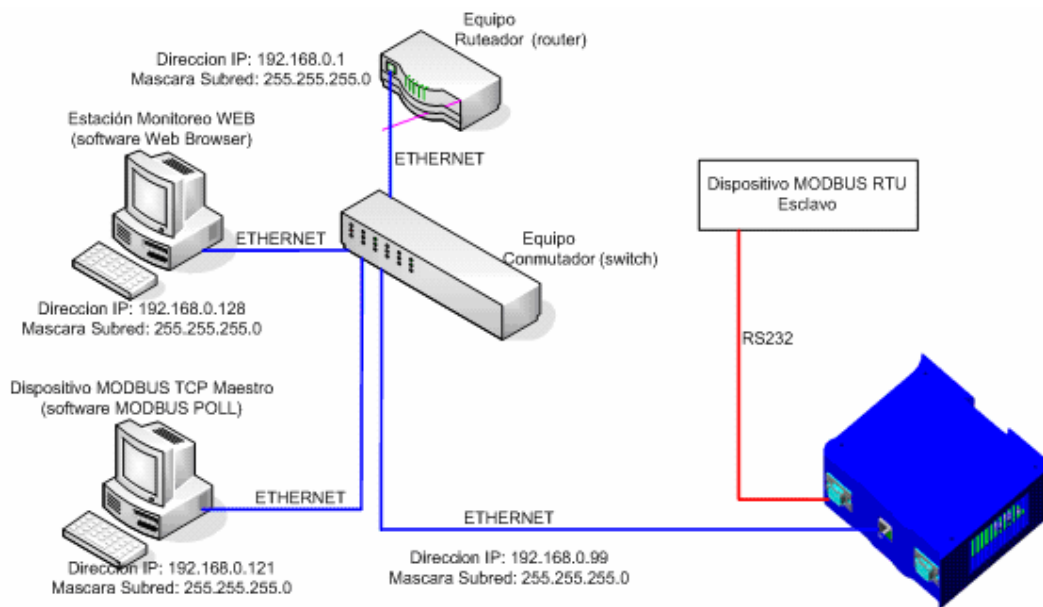 Equipo
Ruteador (router)
Direccion IP: 192.168.0.1
Mascara Subred: 255.255.255.0
Estación Monitoreo WEB
(software Web Browser)
ETHERNET
Dispositivo MODBUS RTU
Esclavo
ETHERNET
Equipo
Conmutador (switch)
Direccion IP: 192.168.0.128
Mascara Subred: 255.255.255.0
RS232
Dispositivo MODBUS TCP Maestro
(software MODBUS POLL)
ETHERNET
ETHERNET
Direccion IP: 192.168.0.121
Mascara Subred: 255.255.255.0
Direccion IP: 192.168.0.99
Mascara Subred: 255.255.255.0